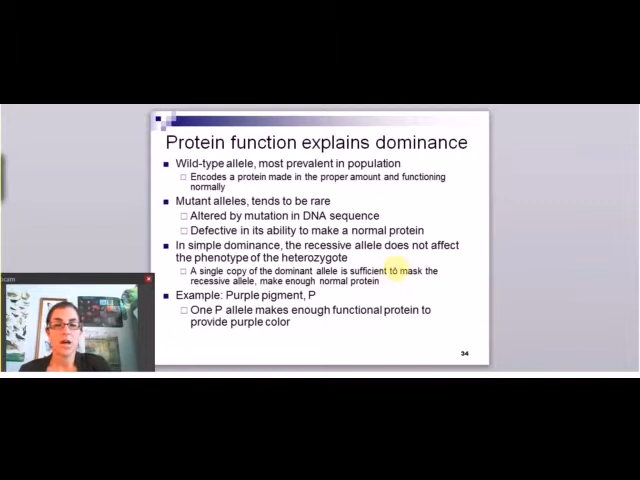 Protein function explains dominance
Wild-type allele, most prevalent in population
Encodes a protein made in the proper amount and functioning
normally
Mutant alleles, tends to be rare
Altered by mutation in DNA sequence
Defective in its ability to make a normal protein
In simple dominance, the recessive allele does not affect
the phenotype of the heterozygote
A single copy of the dominant allele is sufficient to mask the
recessive allele, make enough normal protein
Example: Purple pigment, P
One P allele makes enough functional protein to
provide purple color
34